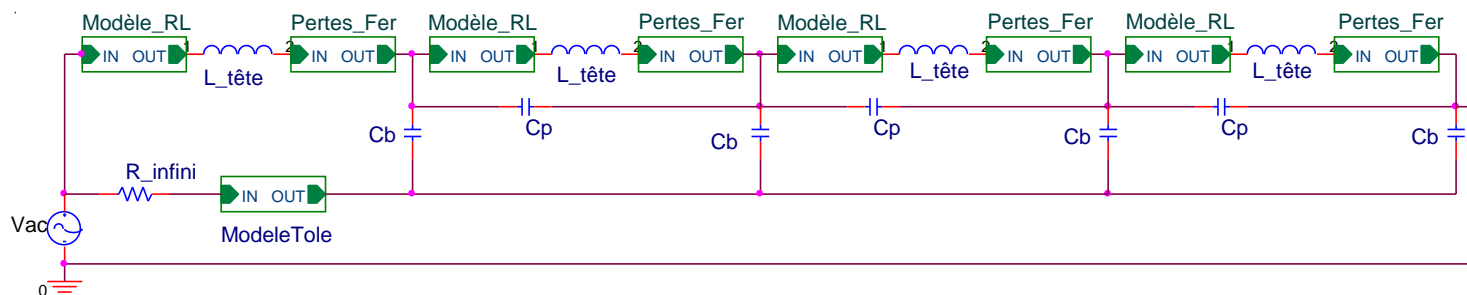 Modèle_RL Pertes_Fer Modèle_RL Pertes_Fer Modèle_RL Pertes_Fer Modèle_RL Pertes_Fer
IN OUT 1 2 IN OUT IN OUT 1 2 IN OUT IN OUT 1 2 IN OUT IN OUT 1 2 IN OUT
L_tête L_tête L_tête L_tête
Cp Cp Cp
Cb Cb Cb Cb
R_infini
IN OUT
Vac
ModeleTole
0